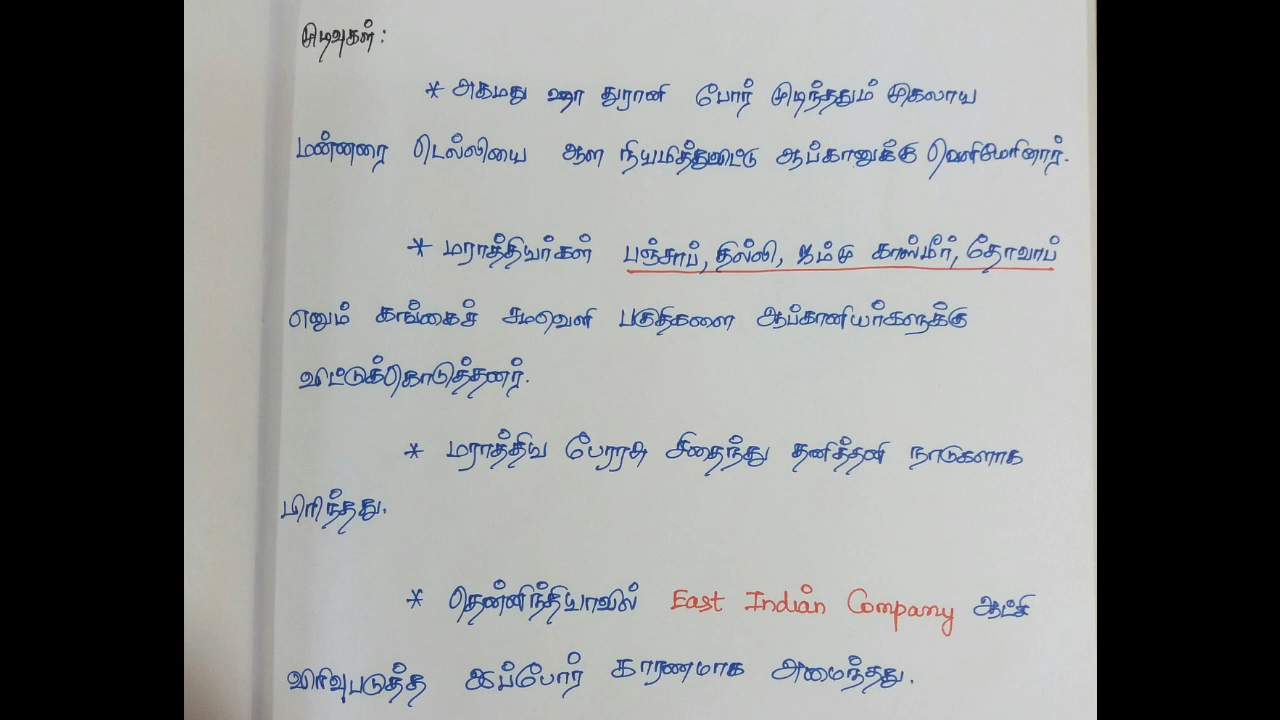 முடிவுகள்:
* அகமது ஷா துரானி போர் முடிந்ததும் முகலாய
மன்னரை டெல்லியை ஆள நியமித்துவிட்டு ஆப்கானுக்கு வெளியேறினார்.
* மராத்தியர்கள் பஞ்சாப், தில்லி, ஜம்மு காஸ்மீர், தோவாப்
எனும் கங்கைச் சமவெளி பகுதிகளை ஆப்கானியர்களுக்கு
விட்டுக்கொடுத்தனர்.
* மராத்திய பேரரசு சிதைந்து தனித்தனி நாடுகளாக
பிரிந்தது.
* தென்னிந்தியாவில் East Indian Company ஆட்சி
விரிவுபடுத்த இப்போர் காரணமாக அமைந்தது.